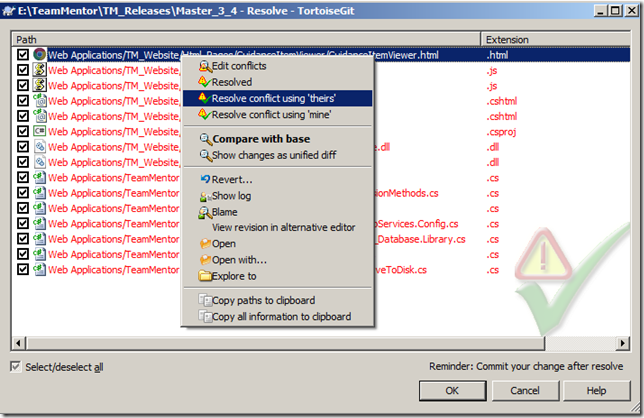 E:\TeamMentor\TM_Releases\Master_3_4 - Resolve - TortoiseGit
Path Extension
Web Applications/TM_Website/Html_Pages/GuidanceItemViewer/GuidanceItemViewer.html .html
Web Applications/TM_Website, .js
Web Applications/TM_Website, .js
Web Applications/TM_Website, .cshtml
Web Applications/TM_Website, .cshtml
Web Applications/TM_Website, .csproj
Web Applications/TM_Website, e.dll .dll
Web Applications/TM_Website, .dll
Web Applications/TeamMentor .cs
Web Applications/TeamMentor sionMethods.cs .cs
Web Applications/TeamMentor .cs
Web Applications/TeamMentor Services.Config.cs .cs
Web Applications/TeamMentor _Database.Library.cs .cs
Web Applications/TeamMentor .cs
Web Applications/TeamMentor veToDisk.cs .cs
Edit conflicts
Resolved
Resolve conflict using 'theirs'
Resolve conflict using 'mine'
Compare with base
Show changes as unified diff
Revert...
Show log
Blame
View revision in alternative editor
Open
Open with...
Explore to
Copy paths to clipboard
Copy all information to clipboard
Select/deselect all Reminder: Commit your change after resolve
OK Cancel Help